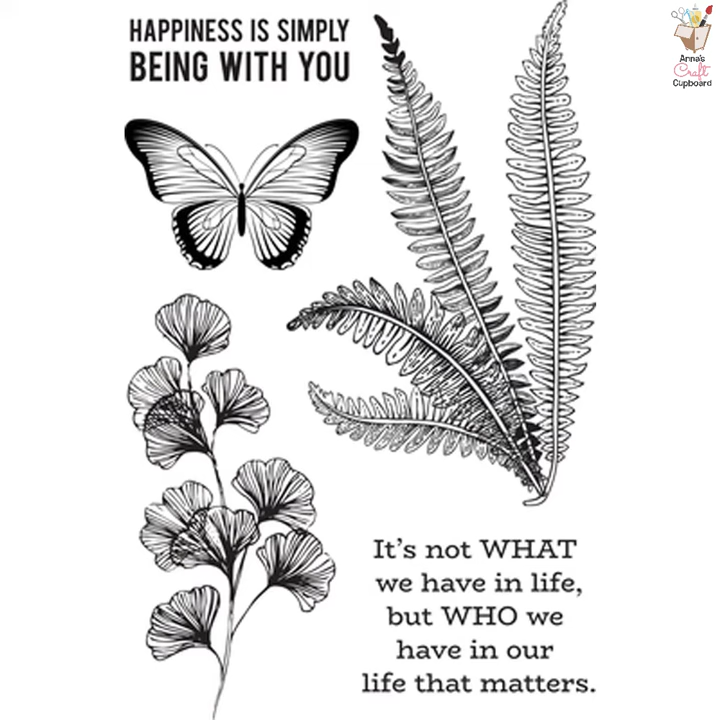 HAPPINESS IS SIMPLY
BEING WITH YOU
Anna's
Craft
Cupboard
It's not WHAT
we have in life,
but WHO we
have in our
life that matters.